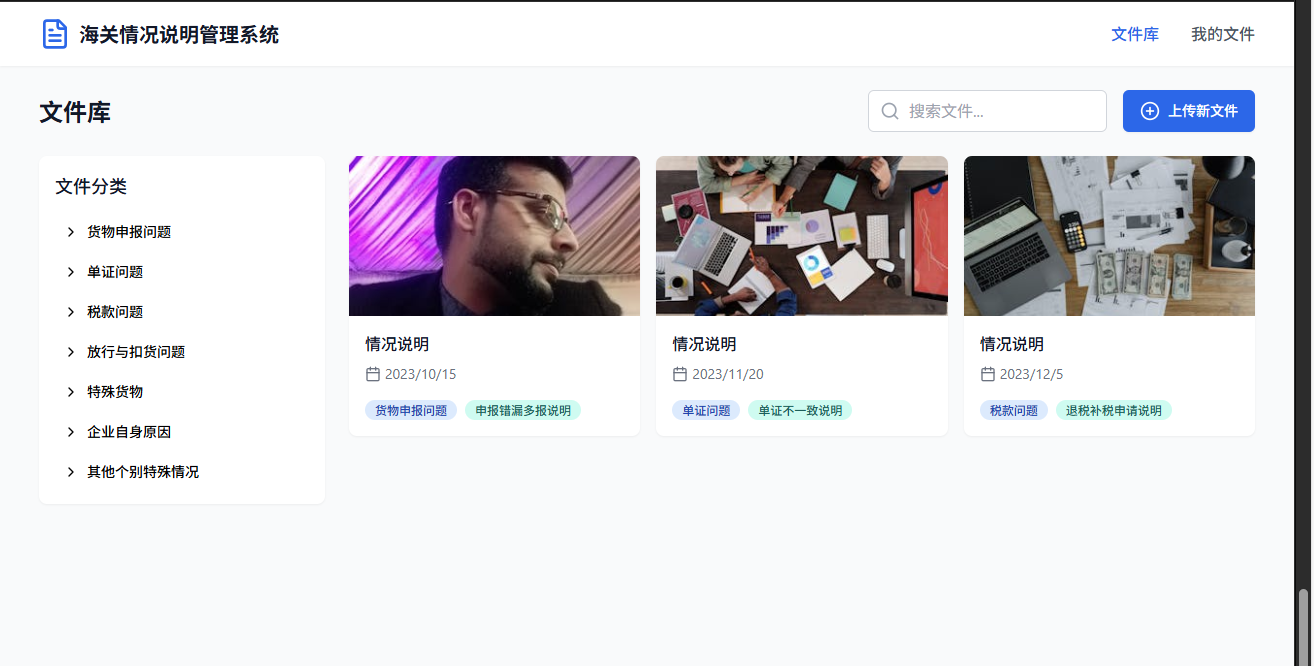 海关情况说明管理系统
文件库
我的文件
文件库
搜索文件...
上传新文件
文件分类
货物申报问题
单证问题
税款问题
放行与扣货问题
特殊货物
企业自身原因
其他个别特殊情况
情况说明
2023/10/15
货物申报问题
申报错漏多报说明
情况说明
2023/11/20
单证问题
单证不一致说明
情况说明
2023/12/5
税款问题
退税补税申请说明